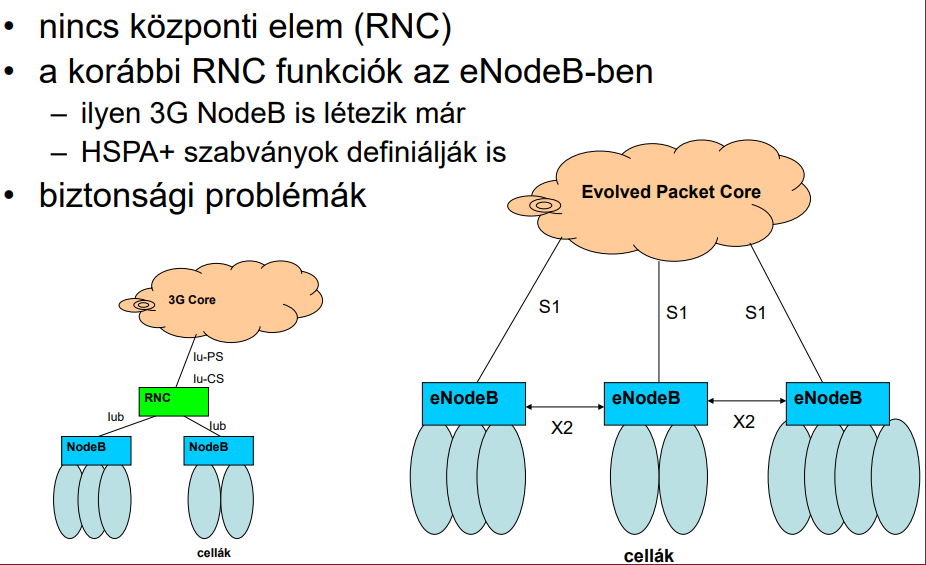 • nincs központi elem (RNC)
• a korábbi RNC funkciók az eNodeB-ben
– ilyen 3G NodeB is létezik már
– HSPA+ szabványok definiálják is
• biztonsági problémák
Evolved Packet Core
3G Core
S1
S1
S1
Iu-PS
Iu-CS
RNC
Iub
Iub
NodeB
NodeB
cellák
eNodeB
eNodeB
eNodeB
X2
X2
cellák